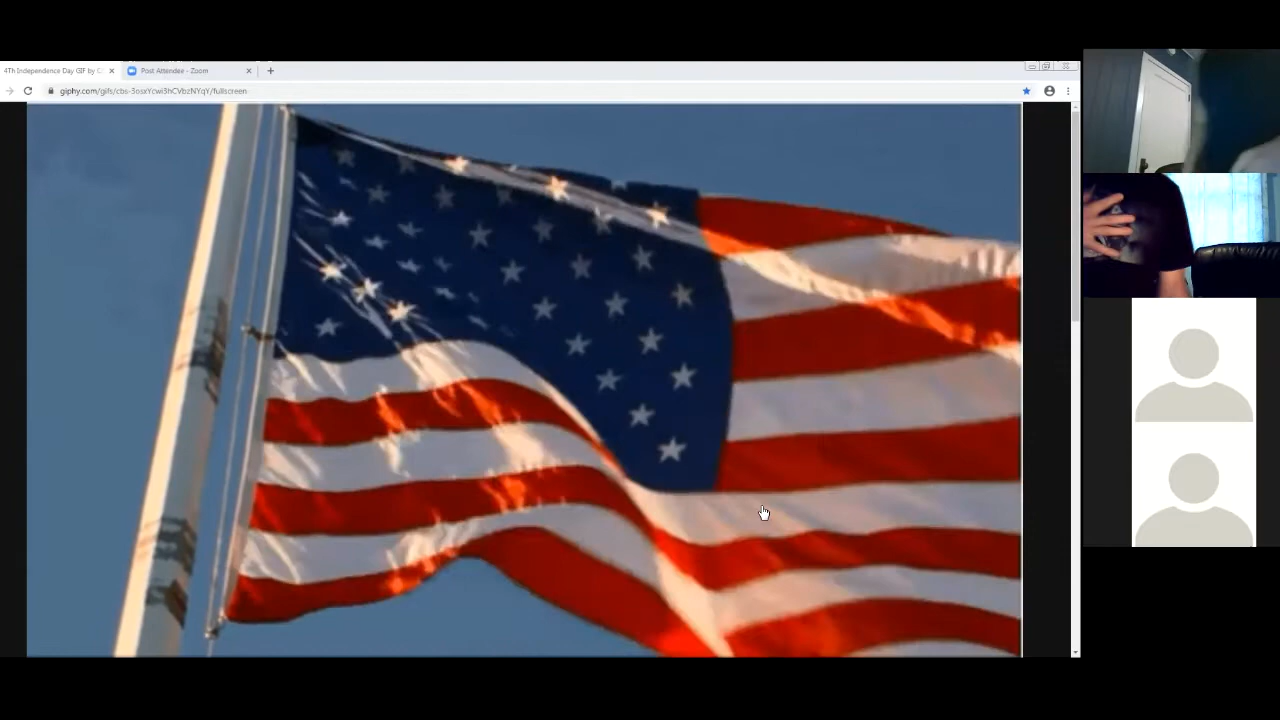 4Th Independence Day GIF by C
Post Attendee - Zoom
giphy.com/gifs/cbs-3osxYcwi3hCVbzNYqY/fullscreen